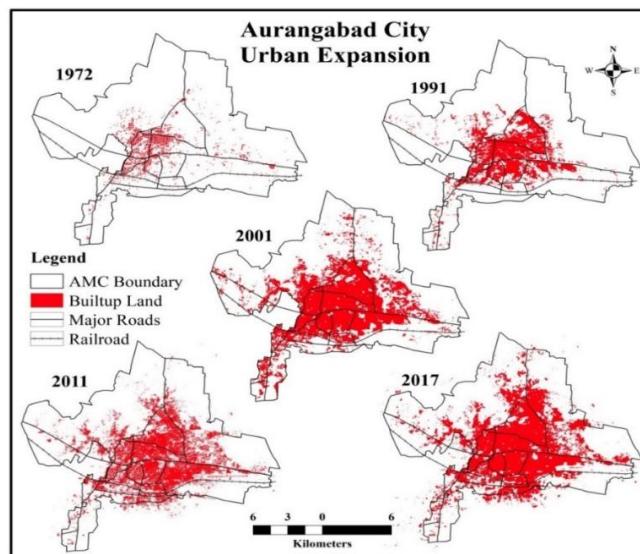 Aurangabad City
Urban Expansion
1972
1991
N
W E
S
2001
Legend
AMC Boundary
Builtup Land
Major Roads
Railroad
2011
2017
6 3 0 6
Kilometers